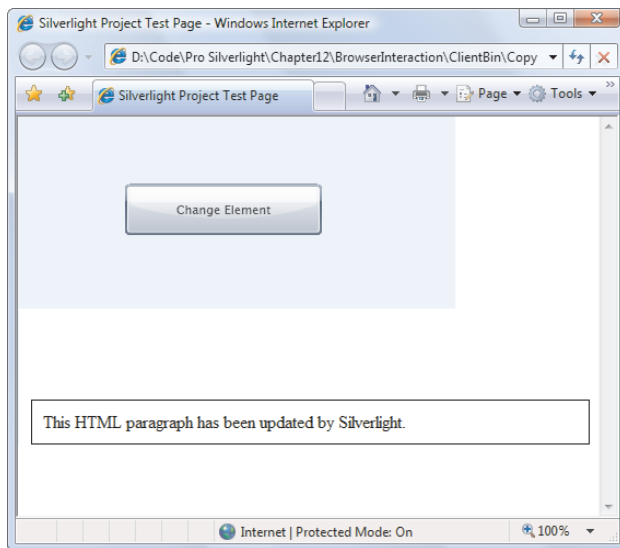 Silverlight Project Test Page - Windows Internet Explorer
D:\Code\Pro Silverlight\Chapter12\BrowserInteraction\ClientBin\Copy
Silverlight Project Test Page
Page
Tools
Change Element
This HTML paragraph has been updated by Silverlight.
Internet | Protected Mode: On
100%